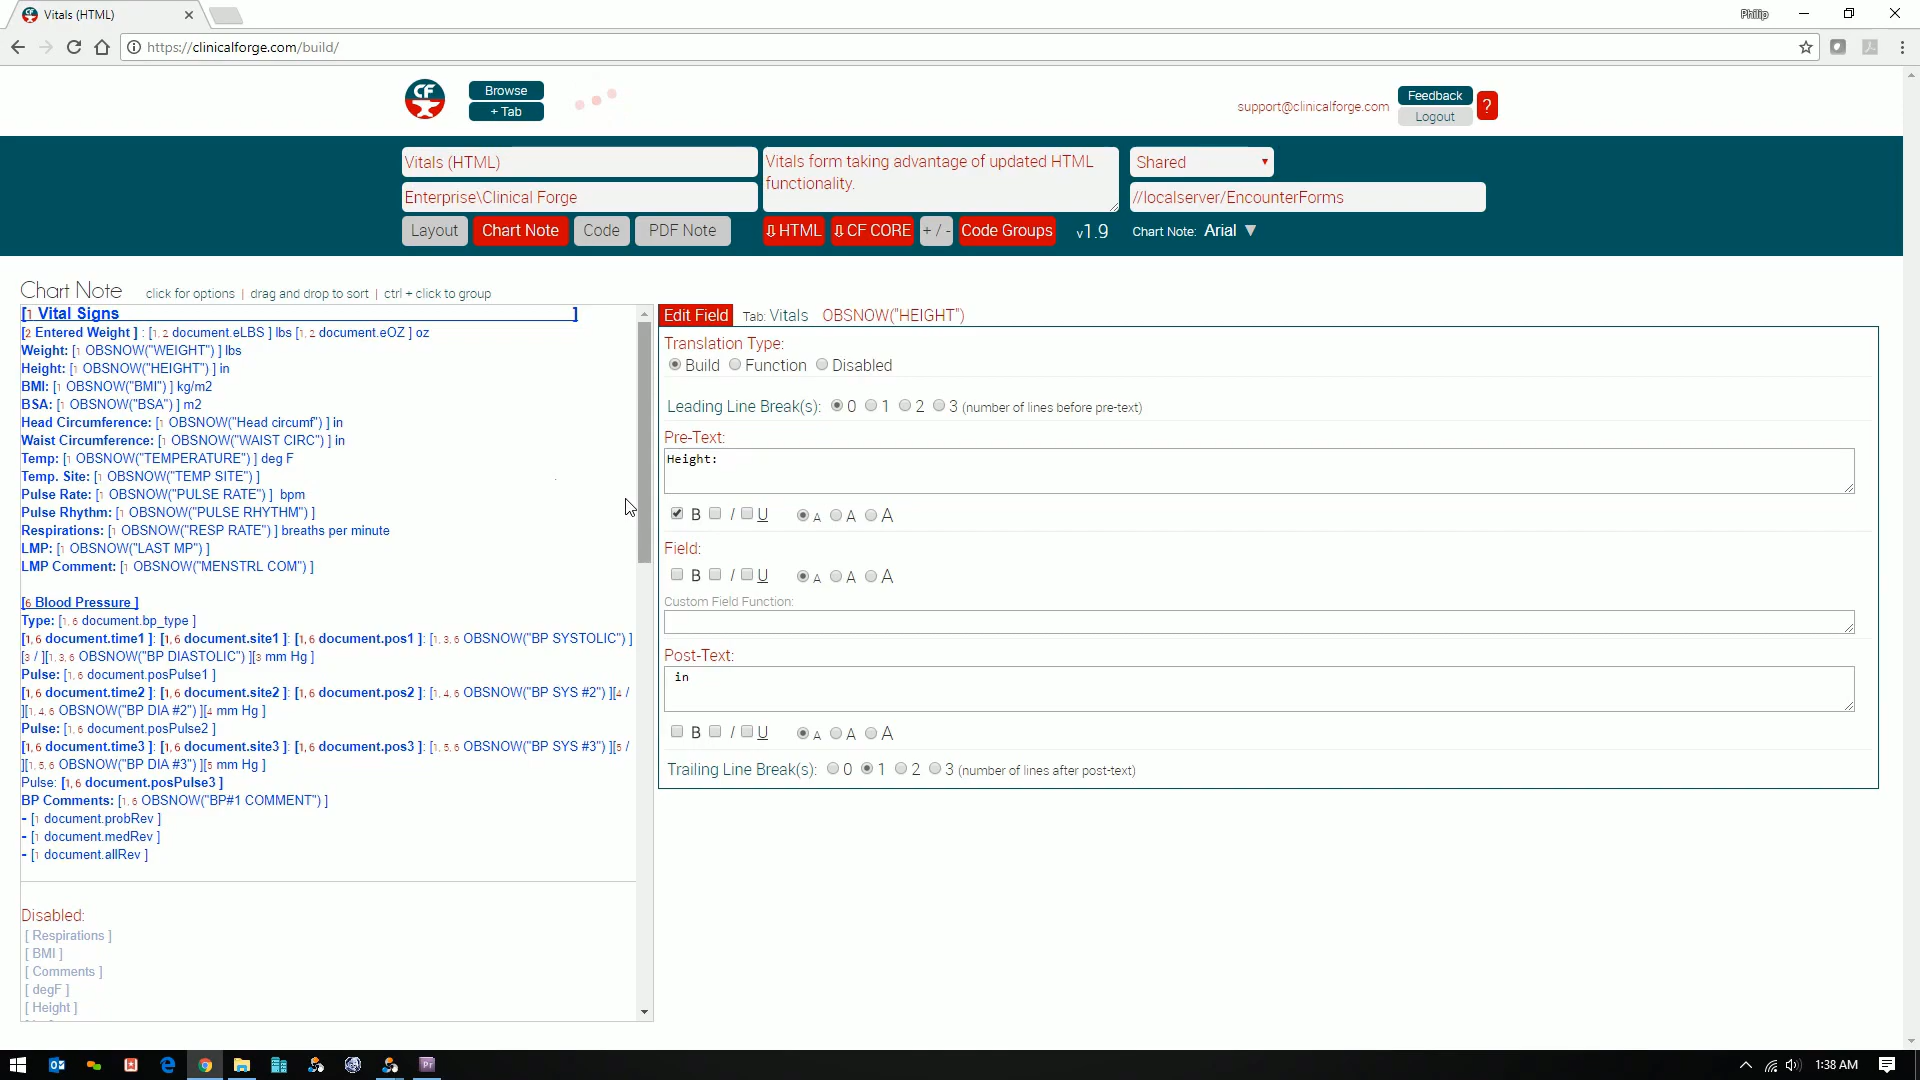 Vitals (HTML)
Philip
https://clinicalforge.com/build/
CF
Browse
+ Tab
support@clinicalforge.com
Feedback
Logout
?
Vitals (HTML)
Vitals form taking advantage of updated HTML
functionality.
Shared
Enterprise\Clinical Forge
//localserver/EncounterForms
Layout
Chart Note
Code
PDF Note
⇩ HTML
⇩ CF CORE
+ / -
Code Groups
v1.9
Chart Note: Arial ▼
Chart Note
click for options | drag and drop to sort | ctrl + click to group
[1 Vital Signs ]
[2 Entered Weight ] : [1, 2 document.eLBS ] lbs [1, 2 document.eOZ ] oz
Weight: [1 OBSNOW("WEIGHT") ] lbs
Height: [1 OBSNOW("HEIGHT") ] in
BMI: [1 OBSNOW("BMI") ] kg/m2
BSA: [1 OBSNOW("BSA") ] m2
Head Circumference: [1 OBSNOW("Head circumf") ] in
Waist Circumference: [1 OBSNOW("WAIST CIRC") ] in
Temp: [1 OBSNOW("TEMPERATURE") ] deg F
Temp. Site: [1 OBSNOW("TEMP SITE") ]
Pulse Rate: [1 OBSNOW("PULSE RATE") ] bpm
Pulse Rhythm: [1 OBSNOW("PULSE RHYTHM") ]
Respirations: [1 OBSNOW("RESP RATE") ] breaths per minute
LMP: [1 OBSNOW("LAST MP") ]
LMP Comment: [1 OBSNOW("MENSTRL COM") ]
[6 Blood Pressure ]
Type: [1, 6 document.bp_type ]
[1, 6 document.time1 ]: [1, 6 document.site1 ]: [1, 6 document.pos1 ]: [1, 3, 6 OBSNOW("BP SYSTOLIC") ]
[3 / ][1, 3, 6 OBSNOW("BP DIASTOLIC") ][3 mm Hg ]
Pulse: [1, 6 document.posPulse1 ]
[1, 6 document.time2 ]: [1, 6 document.site2 ]: [1, 6 document.pos2 ]: [1, 4, 6 OBSNOW("BP SYS #2") ][4 /
][1, 4, 6 OBSNOW("BP DIA #2") ][4 mm Hg ]
Pulse: [1, 6 document.posPulse2 ]
[1, 6 document.time3 ]: [1, 6 document.site3 ]: [1, 6 document.pos3 ]: [1, 5, 6 OBSNOW("BP SYS #3") ][5 /
][1, 5, 6 OBSNOW("BP DIA #3") ][5 mm Hg ]
Pulse: [1, 6 document.posPulse3 ]
BP Comments: [1, 6 OBSNOW("BP#1 COMMENT") ]
- [1 document.probRev ]
- [1 document.medRev ]
- [1 document.allRev ]
Disabled:
[ Respirations ]
[ BMI ]
[ Comments ]
[ degF ]
[ Height ]
Edit Field Tab: Vitals OBSNOW("HEIGHT")
Translation Type:
Build Function Disabled
Leading Line Break(s): 0 1 2 3 (number of lines before pre-text)
Pre-Text:
Height:
B I U A A A
Field:
B I U A A A
Custom Field Function:
Post-Text:
in
B I U A A A
Trailing Line Break(s): 0 1 2 3 (number of lines after post-text)
Pr
1:38 AM